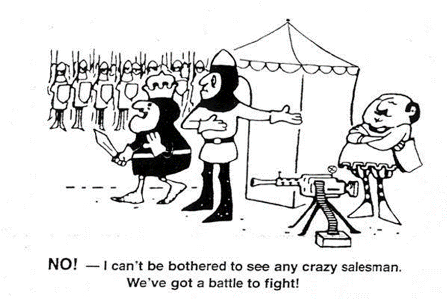 NO! — I can't be bothered to see any crazy salesman.
We've got a battle to fight!